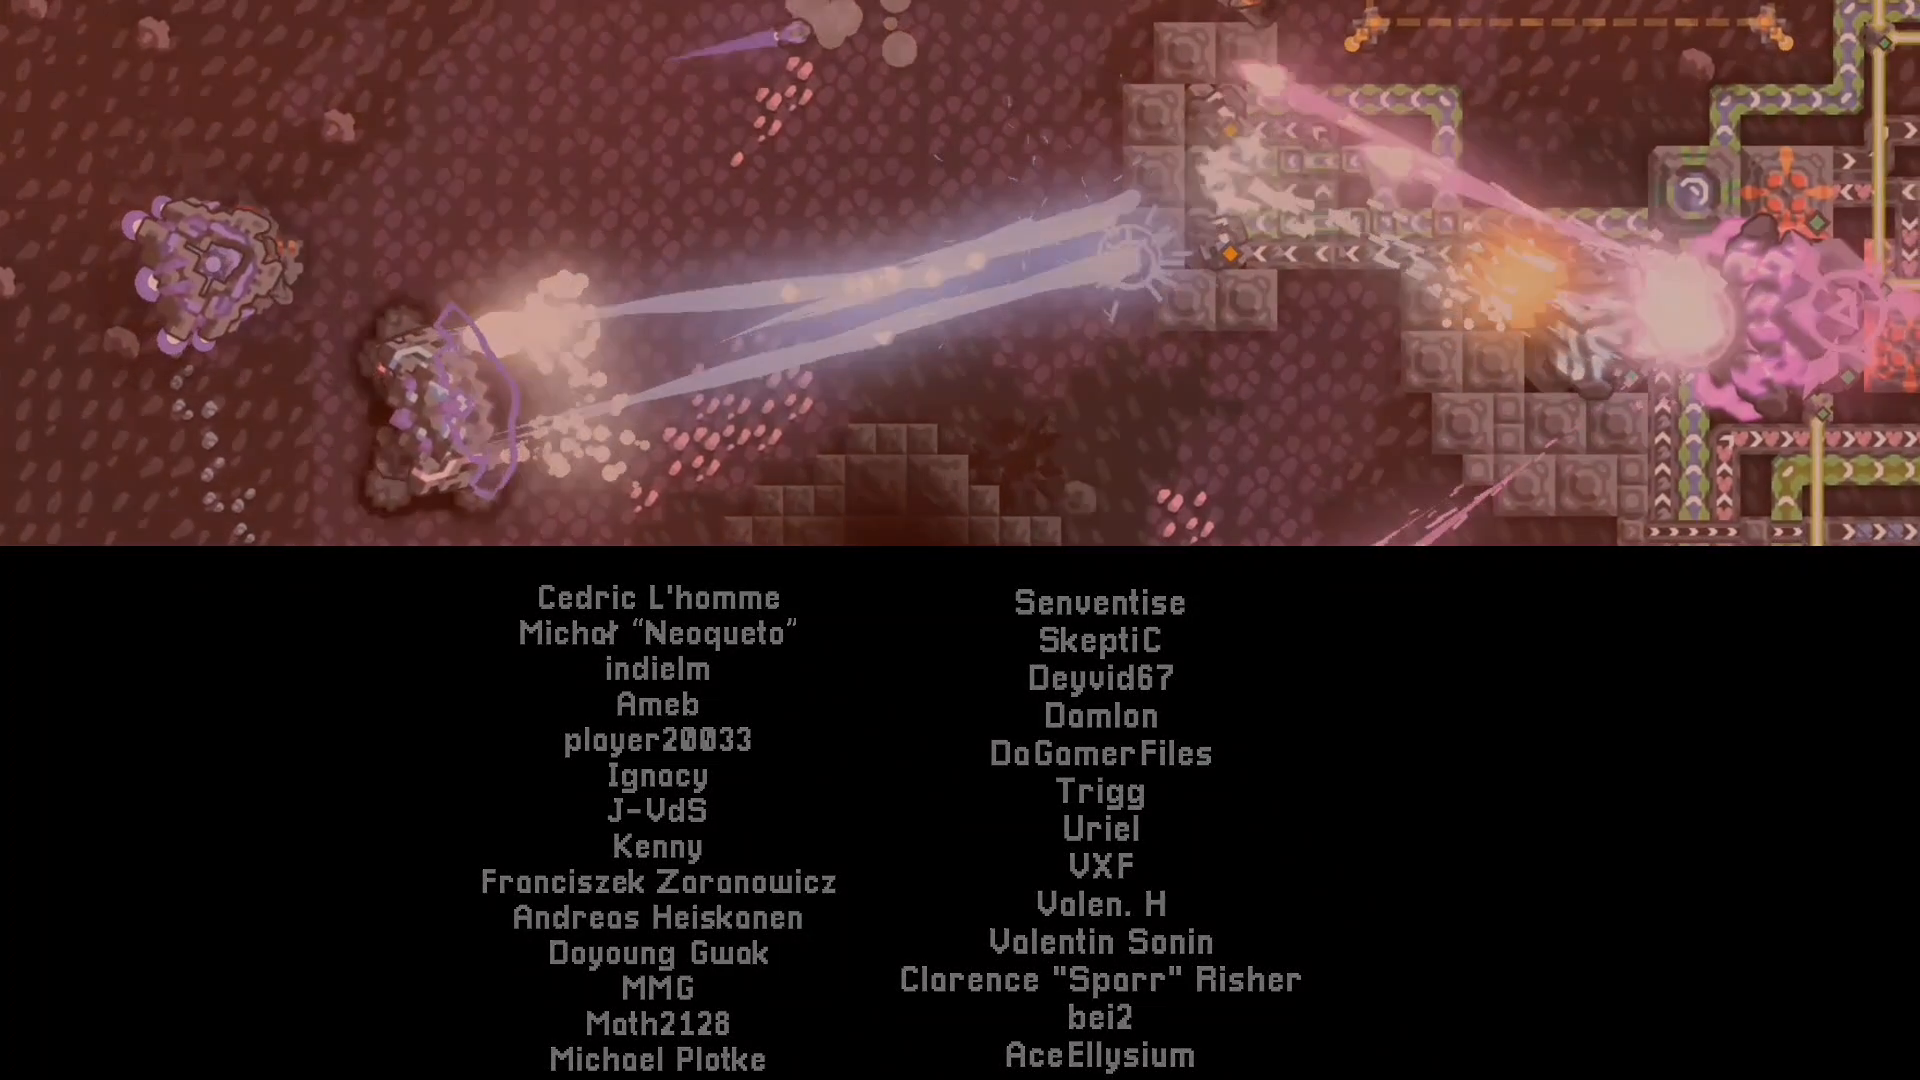 Cedric L'homme
Michał “Neoqueto”
indielm
Ameb
player20033
Ignacy
J-VdS
Kenny
Franciszek Zaranowicz
Andreas Heiskanen
Doyoung Gwak
MMG
Math2128
Michael Plotke
Senventise
SkeptiC
Deyvid67
Damlon
DaGamerFiles
Trigg
Uriel
VXF
Valen. H
Valentin Sonin
Clarence "Sparr" Risher
bei2
AceEllysium